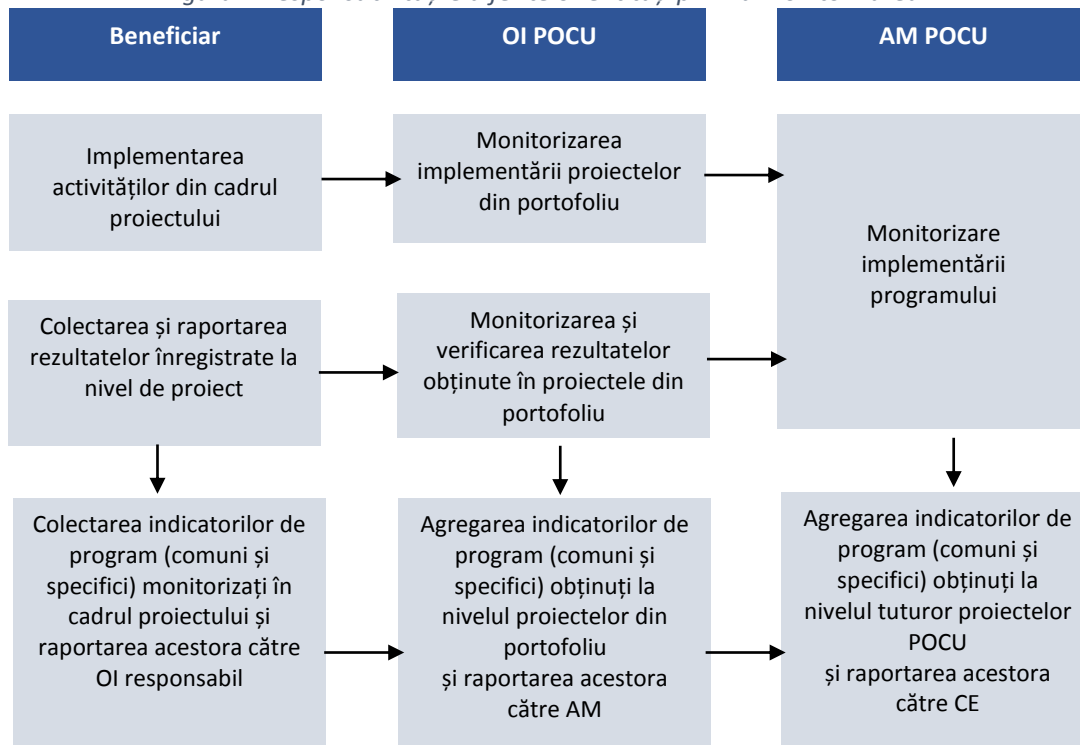 Beneficiar
OI POCU
AM POCU
Implementarea
activităților din cadrul
proiectului
Monitorizarea
implementării proiectelor
din portofoliu
Monitorizare
implementării
programului
Colectarea și raportarea
rezultatelor înregistrate la
nivel de proiect
Monitorizarea și
verificarea rezultatelor
obținute în proiectele din
portofoliu
Colectarea indicatorilor de
program (comuni și
specifici) monitorizați în
cadrul proiectului și
raportarea acestora către
OI responsabil
Agregarea indicatorilor de
program (comuni și
specifici) obținuți la
nivelul proiectelor din
portofoliu
și raportarea acestora
către AM
Agregarea indicatorilor de
program (comuni și
specifici) obținuți la
nivelul tuturor proiectelor
POCU
și raportarea acestora
către CE